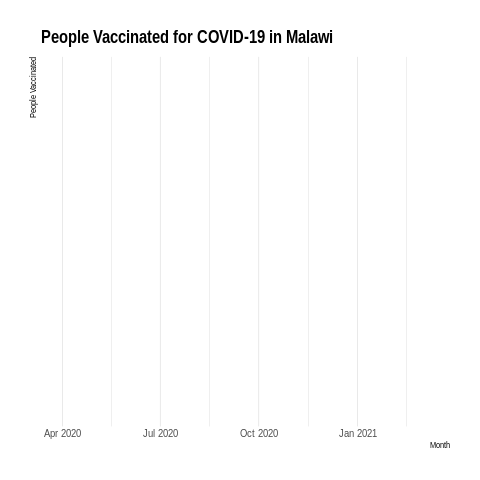 People Vaccinated for COVID-19 in Malawi
People Vaccinated
Apr 2020
Jul 2020
Oct 2020
Jan 2021
Month